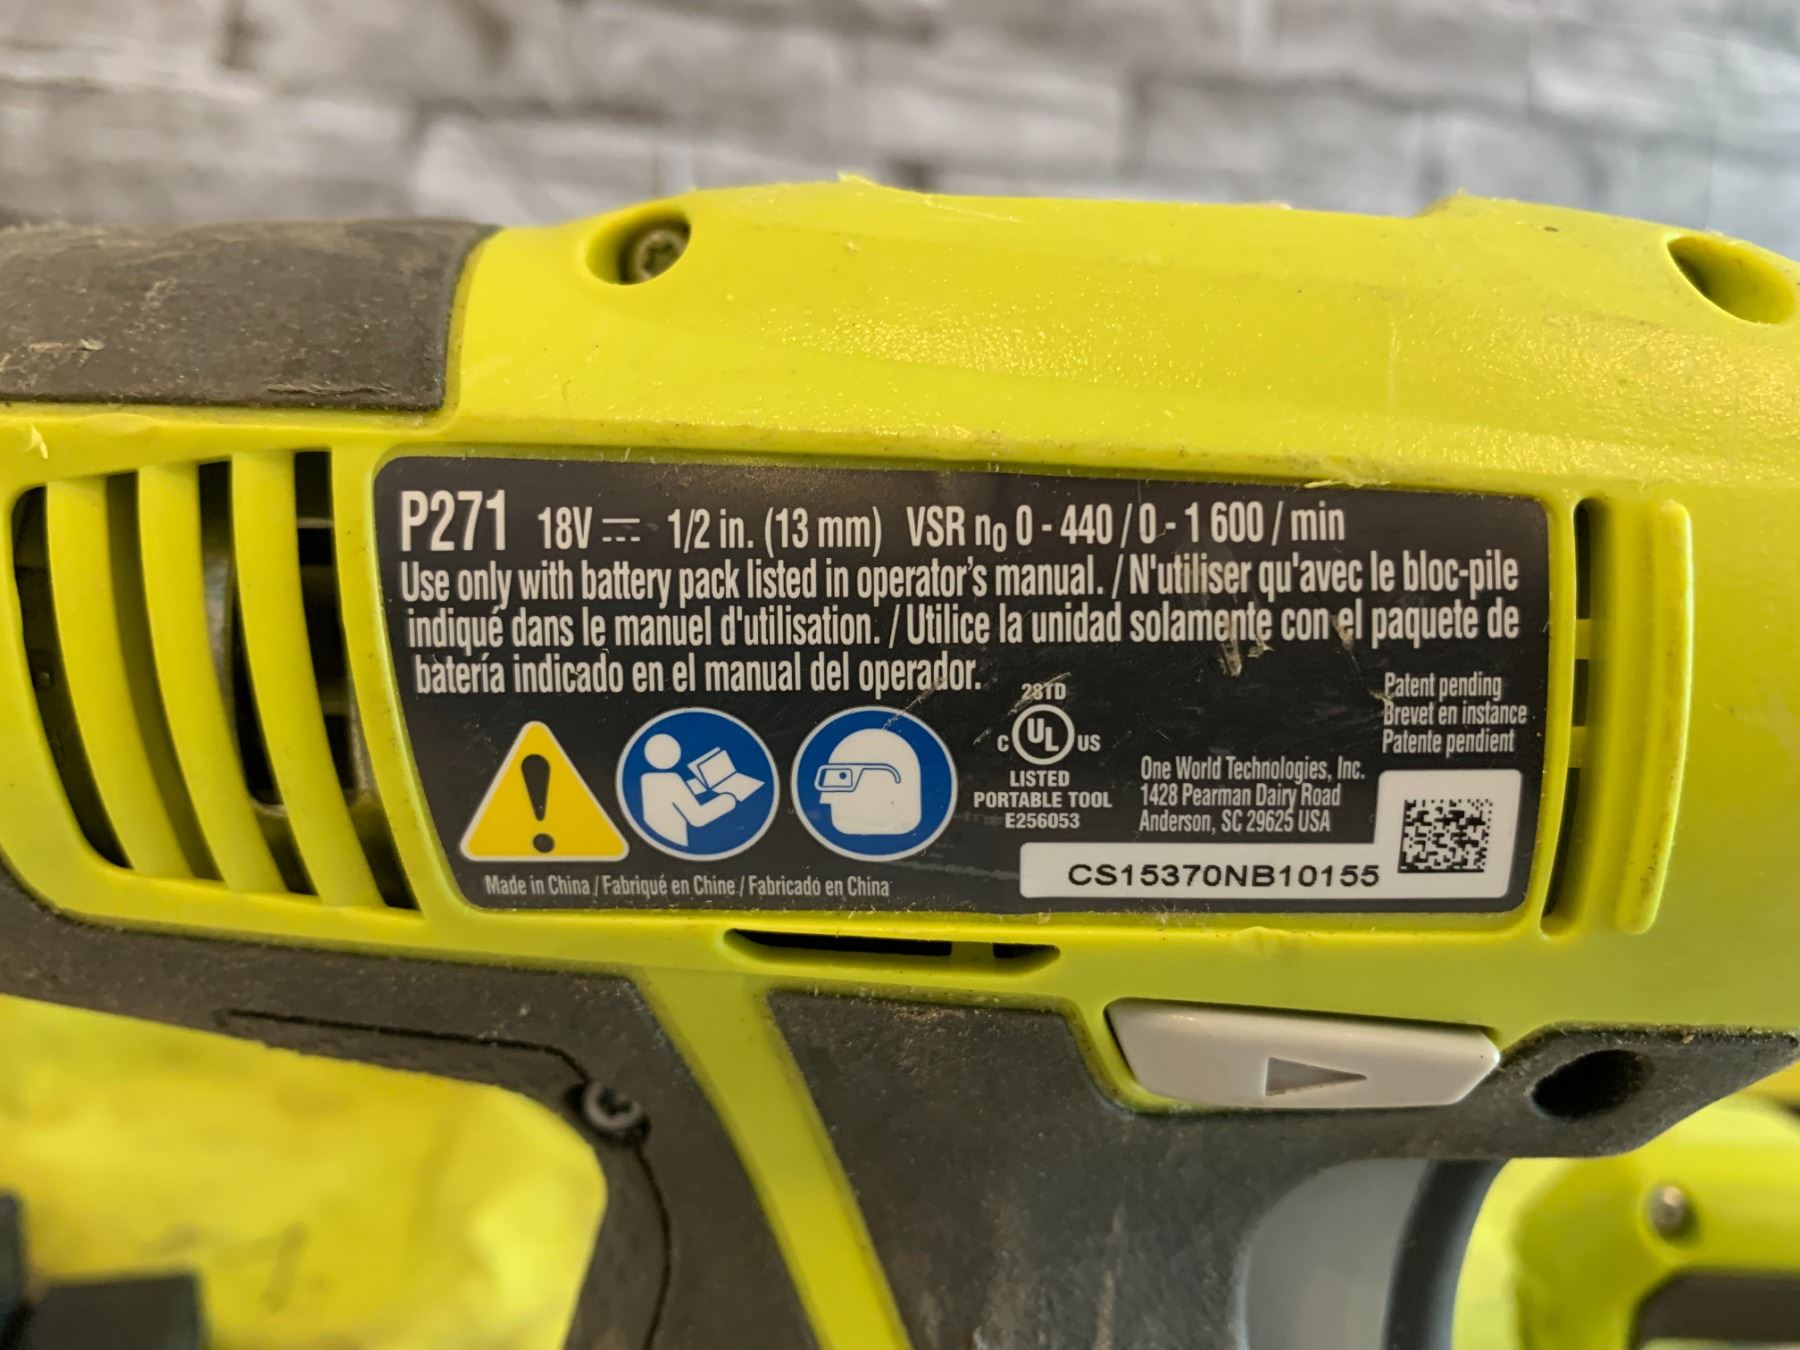 P271 18V 1/2 in. (13 mm) VSR n₀ 0 - 440 / 0 - 1 600 / min
Use only with battery pack listed in operator's manual. / N'utiliser qu'avec le bloc-pile
indiqué dans le manuel d'utilisation. / Utilice la unidad solamente con el paquete de
batería indicado en el manual del operador.
28TD
C UL US
LISTED
PORTABLE TOOL
E256053
Patent pending
Brevet en instance
Patente pendient
One World Technologies, Inc.
1428 Pearman Dairy Road
Anderson, SC 29625 USA
Made in China / Fabriqué en Chine / Fabricado en China
CS15370NB10155